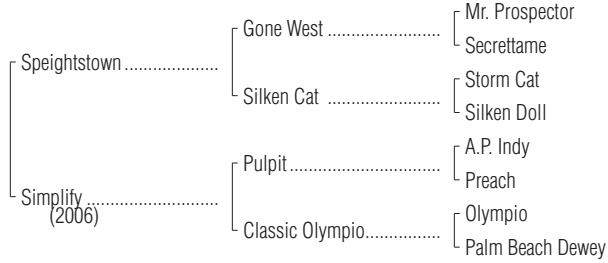 Mr. Prospector
Gone West ....................
Secrettame
Speightstown ....................
Storm Cat
Silken Cat ....................
Silken Doll
A.P. Indy
Pulpit...........................
Preach
Simplify ............................
(2006)
Olympio
Classic Olympio................
Palm Beach Dewey